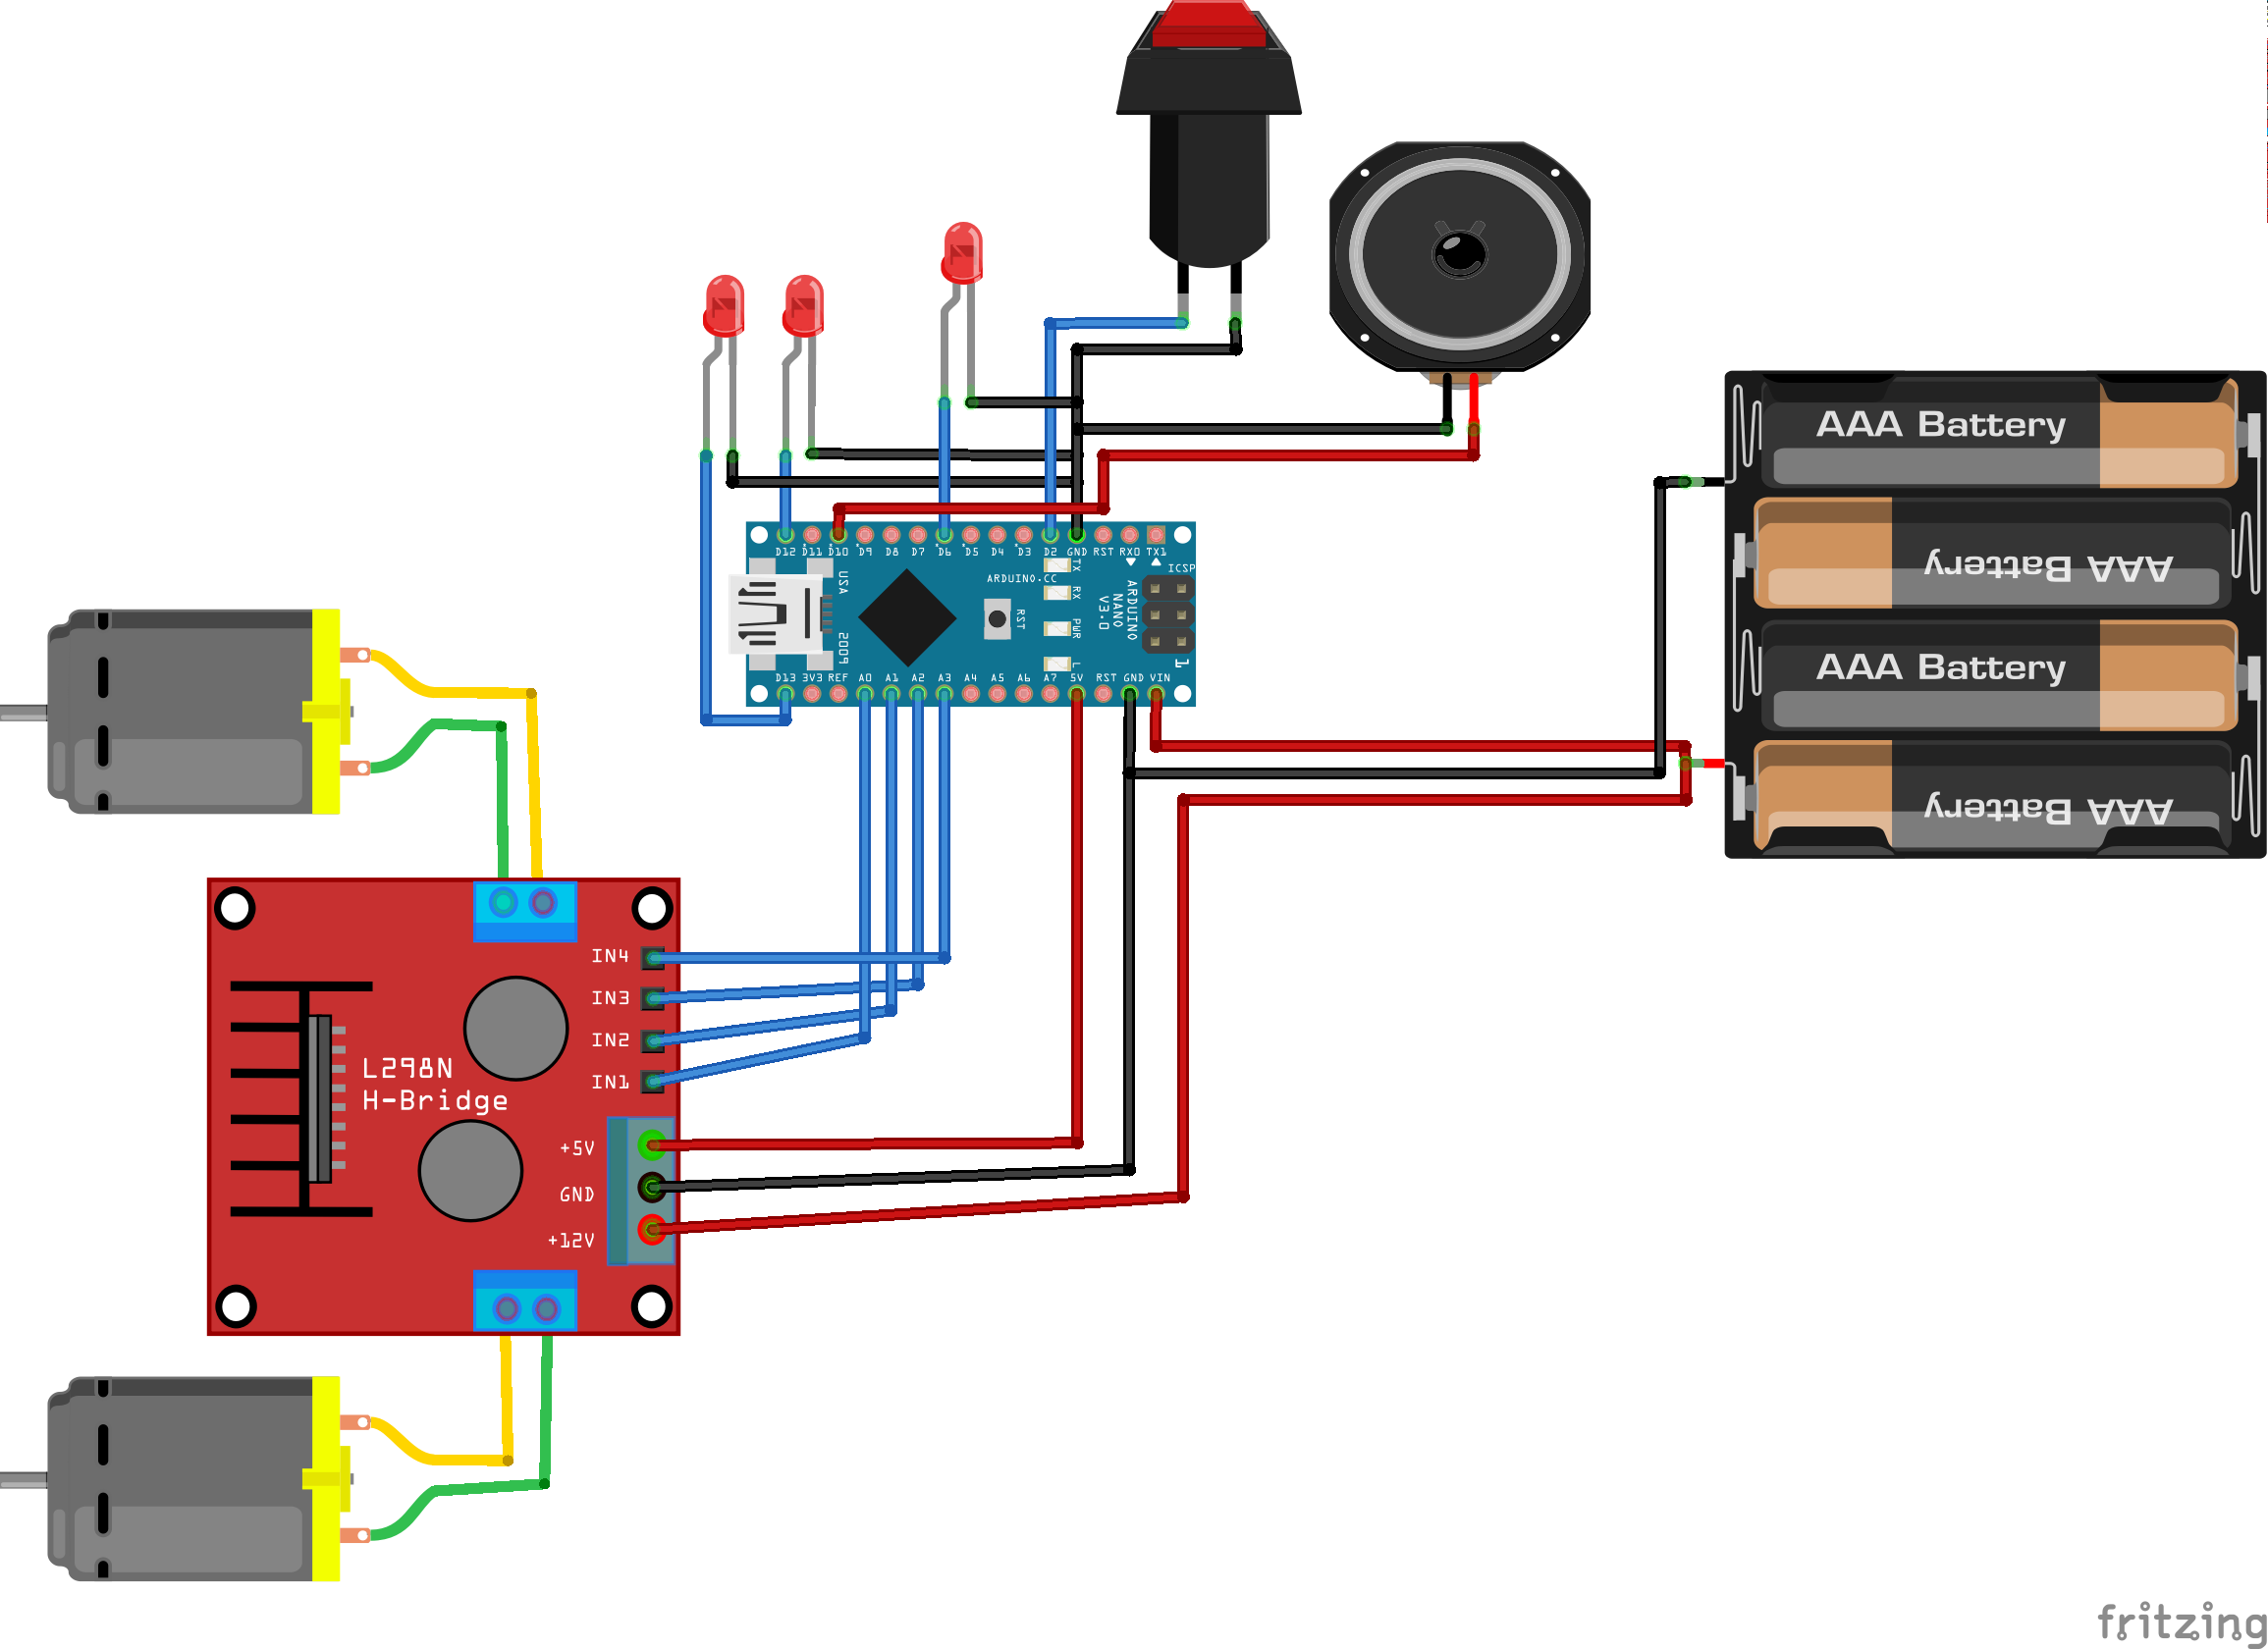 AAA Battery
AAA Battery
AAA Battery
AAA Battery
D12 D11 D10 D9 D8 D7 D6 D5 D4 D3 D2 GND RST RX0 TX1
ICSP
ARDUINO.CC
TX
RX
PWR
L
RST
USA
2009
ARDUINO
NANO
V3.0
1
D13 3V3 REF A0 A1 A2 A3 A4 A5 A6 A7 5V RST GND VIN
IN4
IN3
IN2
IN1
L298N
H-Bridge
+5V
GND
+12V
fritzing